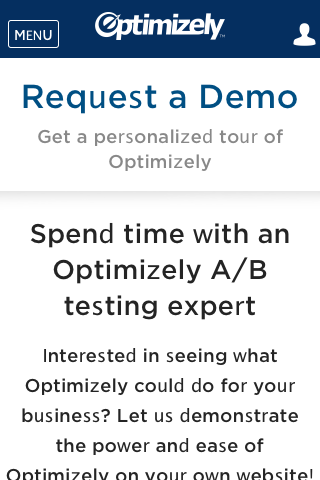 MENU
Optimizely
Request a Demo
Get a personalized tour of
Optimizely
Spend time with an
Optimizely A/B
testing expert
Interested in seeing what
Optimizely could do for your
business? Let us demonstrate
the power and ease of
Optimizely on your own website!